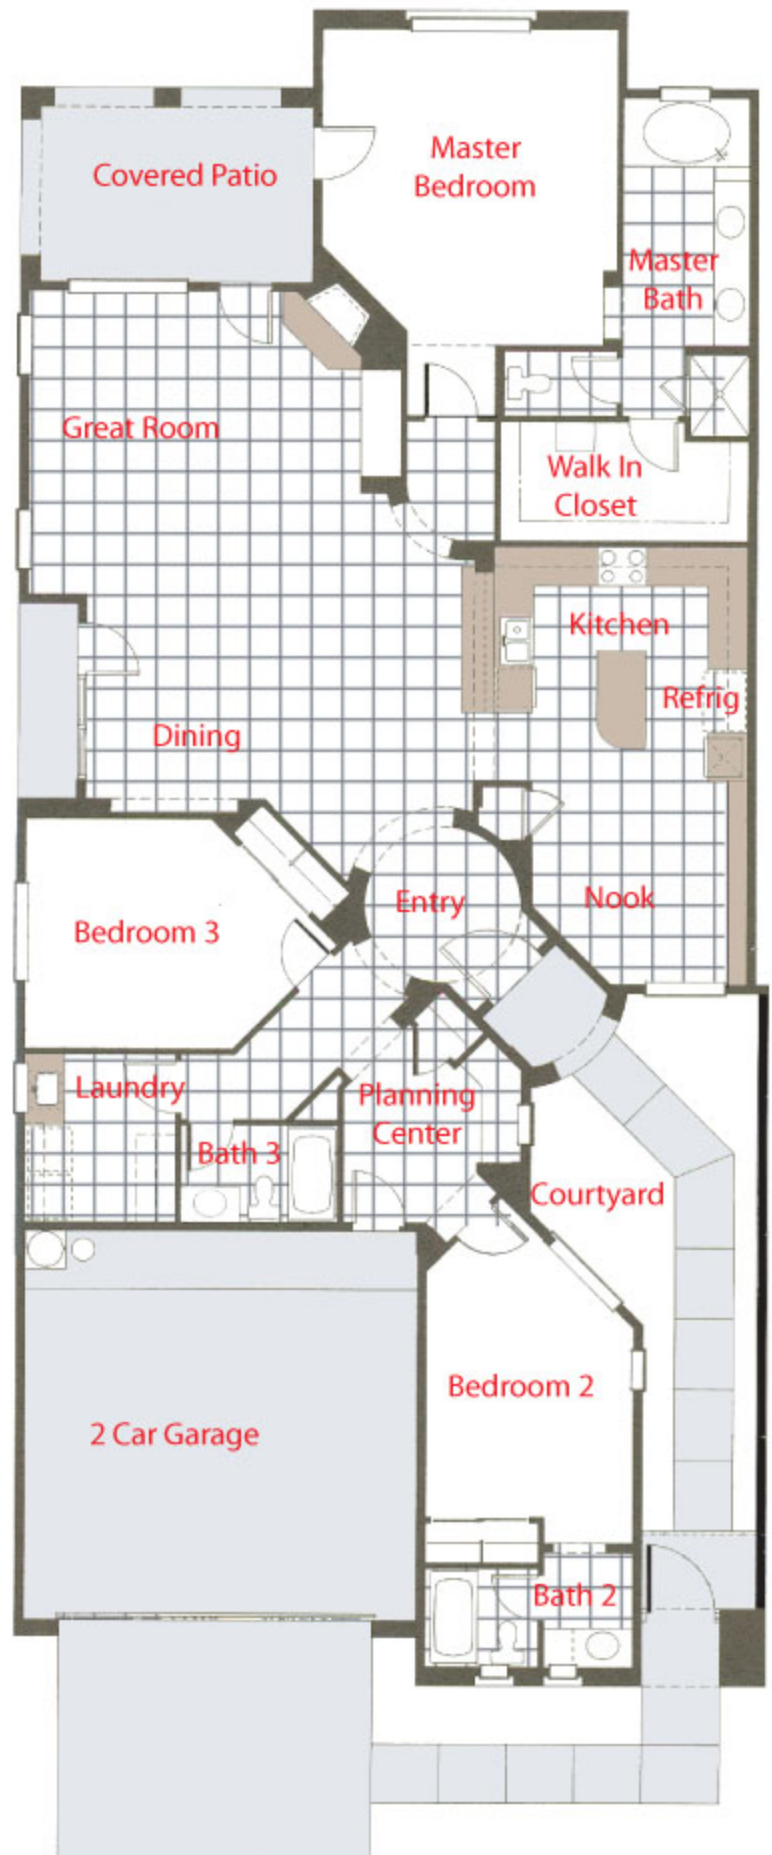 Master
Bedroom
Covered Patio
Master
Bath
Great Room
Walk In
Closet
Kitchen
Refrig
Dining
Nook
Entry
Bedroom 3
Laundry
Planning
Center
Bath 3
Courtyard
Bedroom 2
2 Car Garage
Bath 2